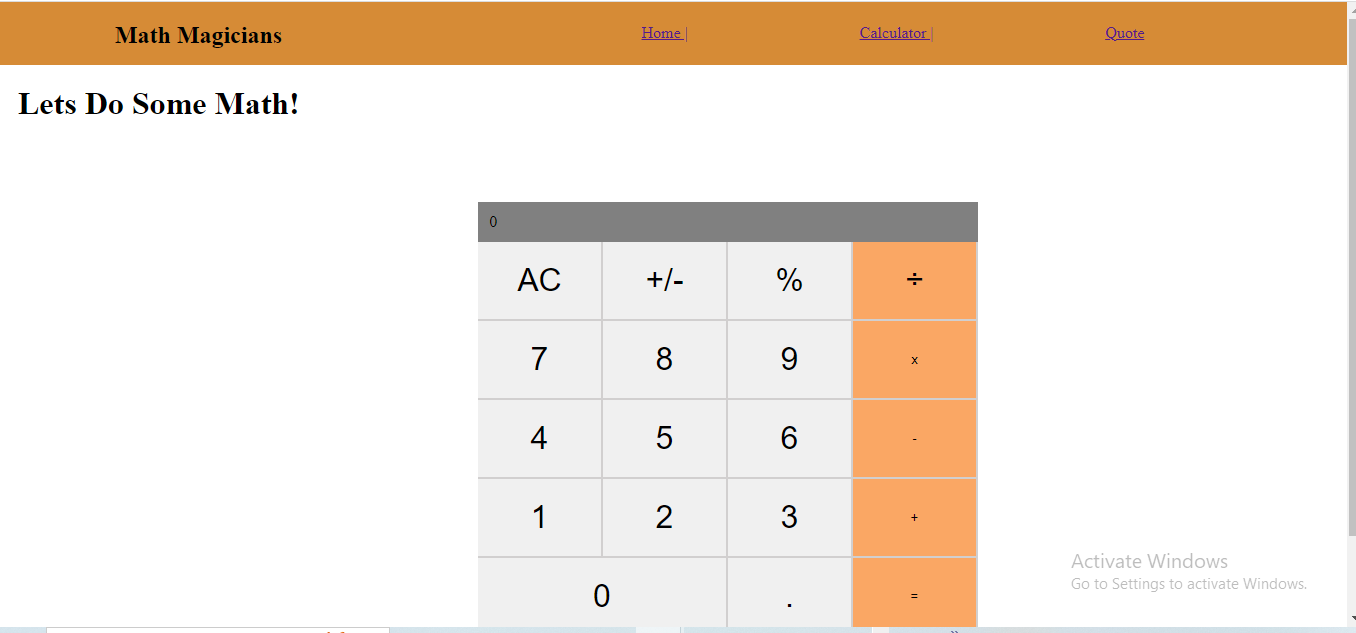 Math Magicians Home | Calculator | Quote
Lets Do Some Math!
0
AC +/- % ÷
7 8 9 x
4 5 6 -
1 2 3 +
0 . =
Activate Windows
Go to Settings to activate Windows.